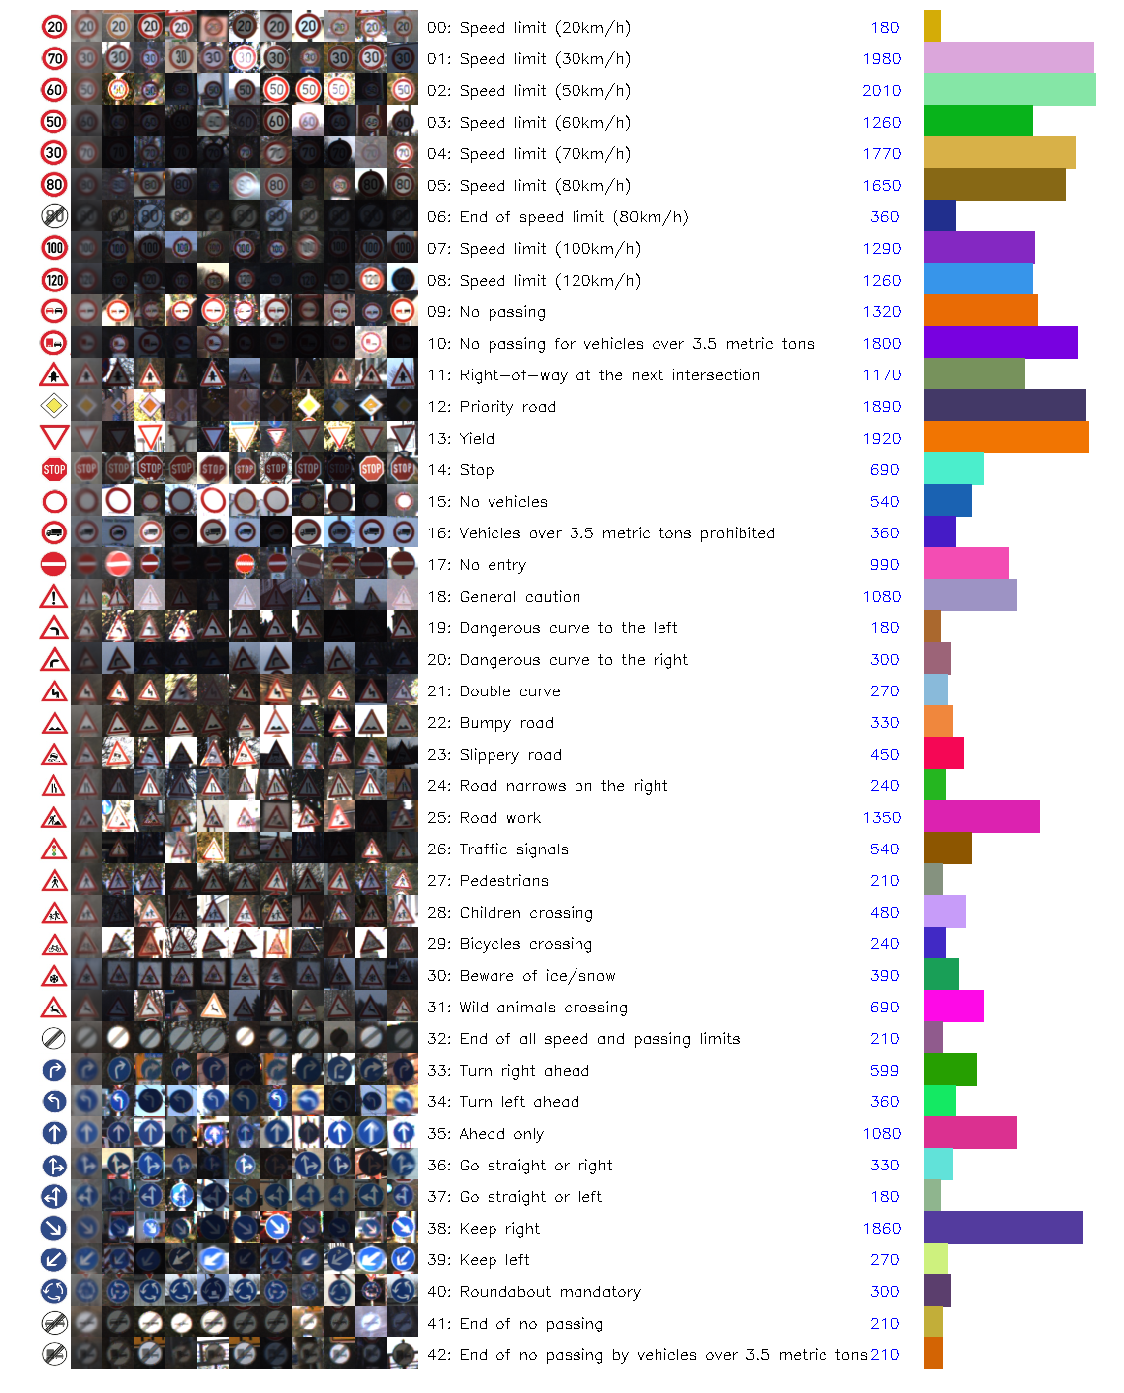 20 00: Speed limit (20km/h) 180
70 01: Speed limit (30km/h) 1980
60 02: Speed limit (50km/h) 2010
50 03: Speed limit (60km/h) 1260
30 04: Speed limit (70km/h) 1770
80 05: Speed limit (80km/h) 1650
80 06: End of speed limit (80km/h) 360
100 07: Speed limit (100km/h) 1290
120 08: Speed limit (120km/h) 1260
09: No passing 1320
10: No passing for vehicles over 3.5 metric tons 1800
11: Right-of-way at the next intersection 1170
12: Priority road 1890
13: Yield 1920
STOP 14: Stop 690
15: No vehicles 540
16: Vehicles over 3.5 metric tons prohibited 360
17: No entry 990
18: General caution 1080
19: Dangerous curve to the left 180
20: Dangerous curve to the right 300
21: Double curve 270
22: Bumpy road 330
23: Slippery road 450
24: Road narrows on the right 240
25: Road work 1350
26: Traffic signals 540
27: Pedestrians 210
28: Children crossing 480
29: Bicycles crossing 240
30: Beware of ice/snow 390
31: Wild animals crossing 690
32: End of all speed and passing limits 210
33: Turn right ahead 599
34: Turn left ahead 360
35: Ahead only 1080
36: Go straight or right 330
37: Go straight or left 180
38: Keep right 1860
39: Keep left 270
40: Roundabout mandatory 300
41: End of no passing 210
42: End of no passing by vehicles over 3.5 metric tons 210